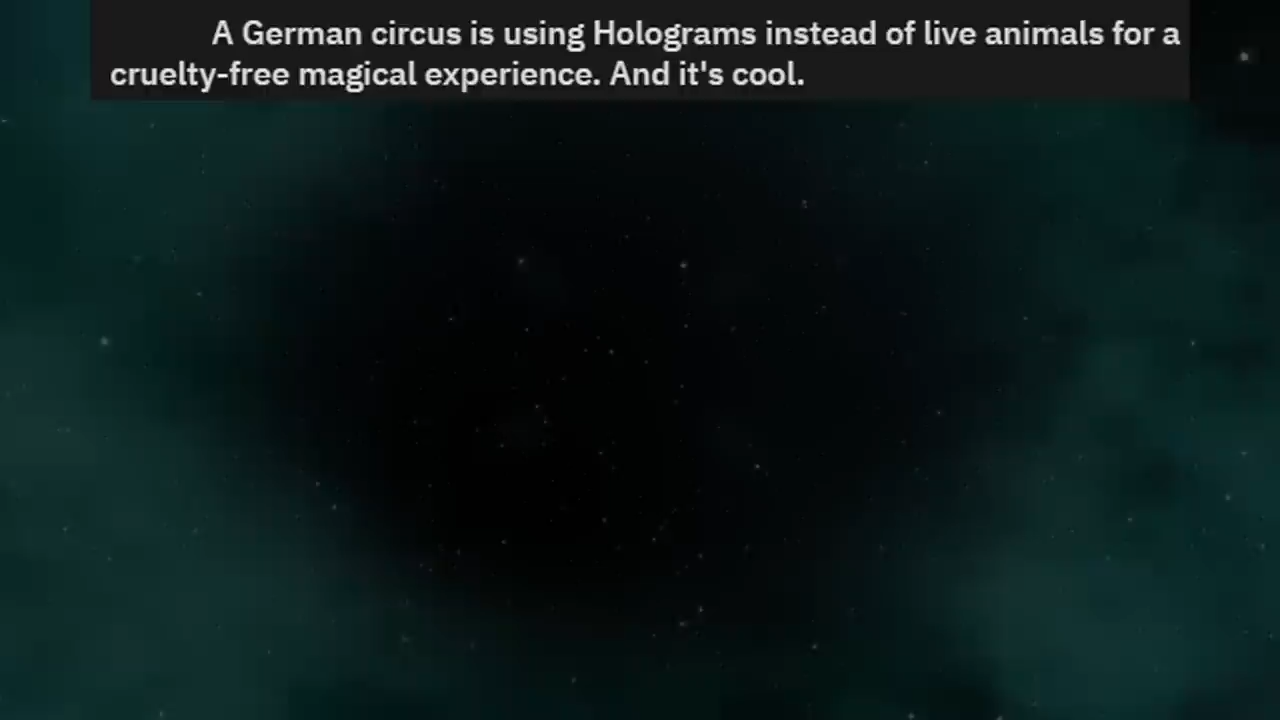 A German circus is using Holograms instead of live animals for a
cruelty-free magical experience. And it's cool.